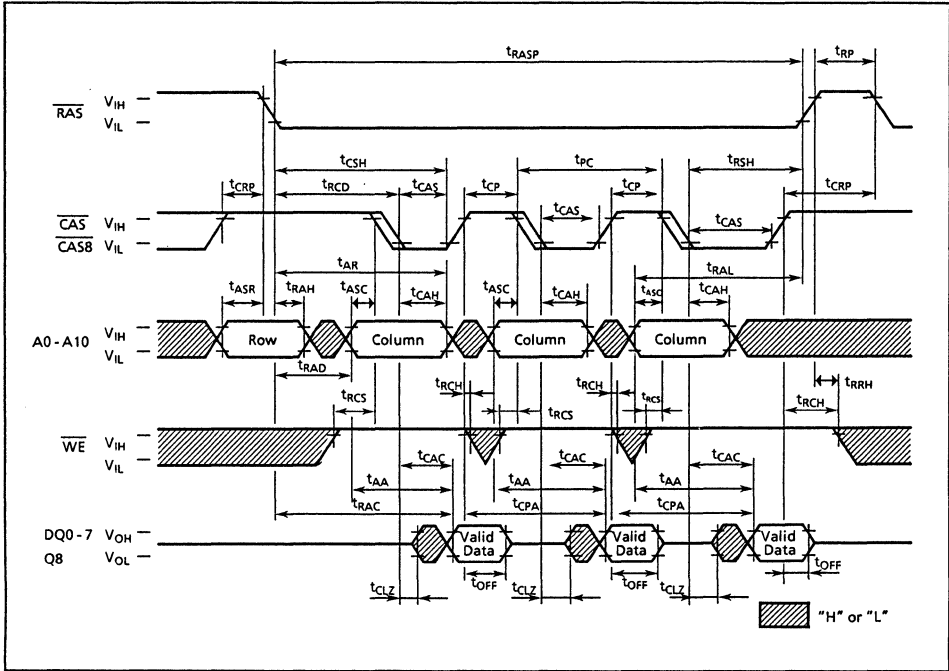 tRASP tRP
RAS VIH
VIL
tCSH tPC tRSH
tCRP tRCD tCAS tCP tCAS tCP tCAS tCRP
CAS VIH
CAS8 VIL
tAR tRAL
tASR tRAH tASC tCAH tASC tCAH tASC tCAH
A0 - A10 VIH
VIL
Row Column Column Column
tRAD tRCS tRCH tRCS tRCH tRCS tRCH tRRH
WE VIH
VIL
tCAC tCAC tCAC
tAA tAA tAA
tRAC tCPA tCPA
DQ0 - 7 VOH
Q8 VOL
Valid Data Valid Data Valid Data
tCLZ tOFF tCLZ tOFF tCLZ tOFF
"H" or "L"